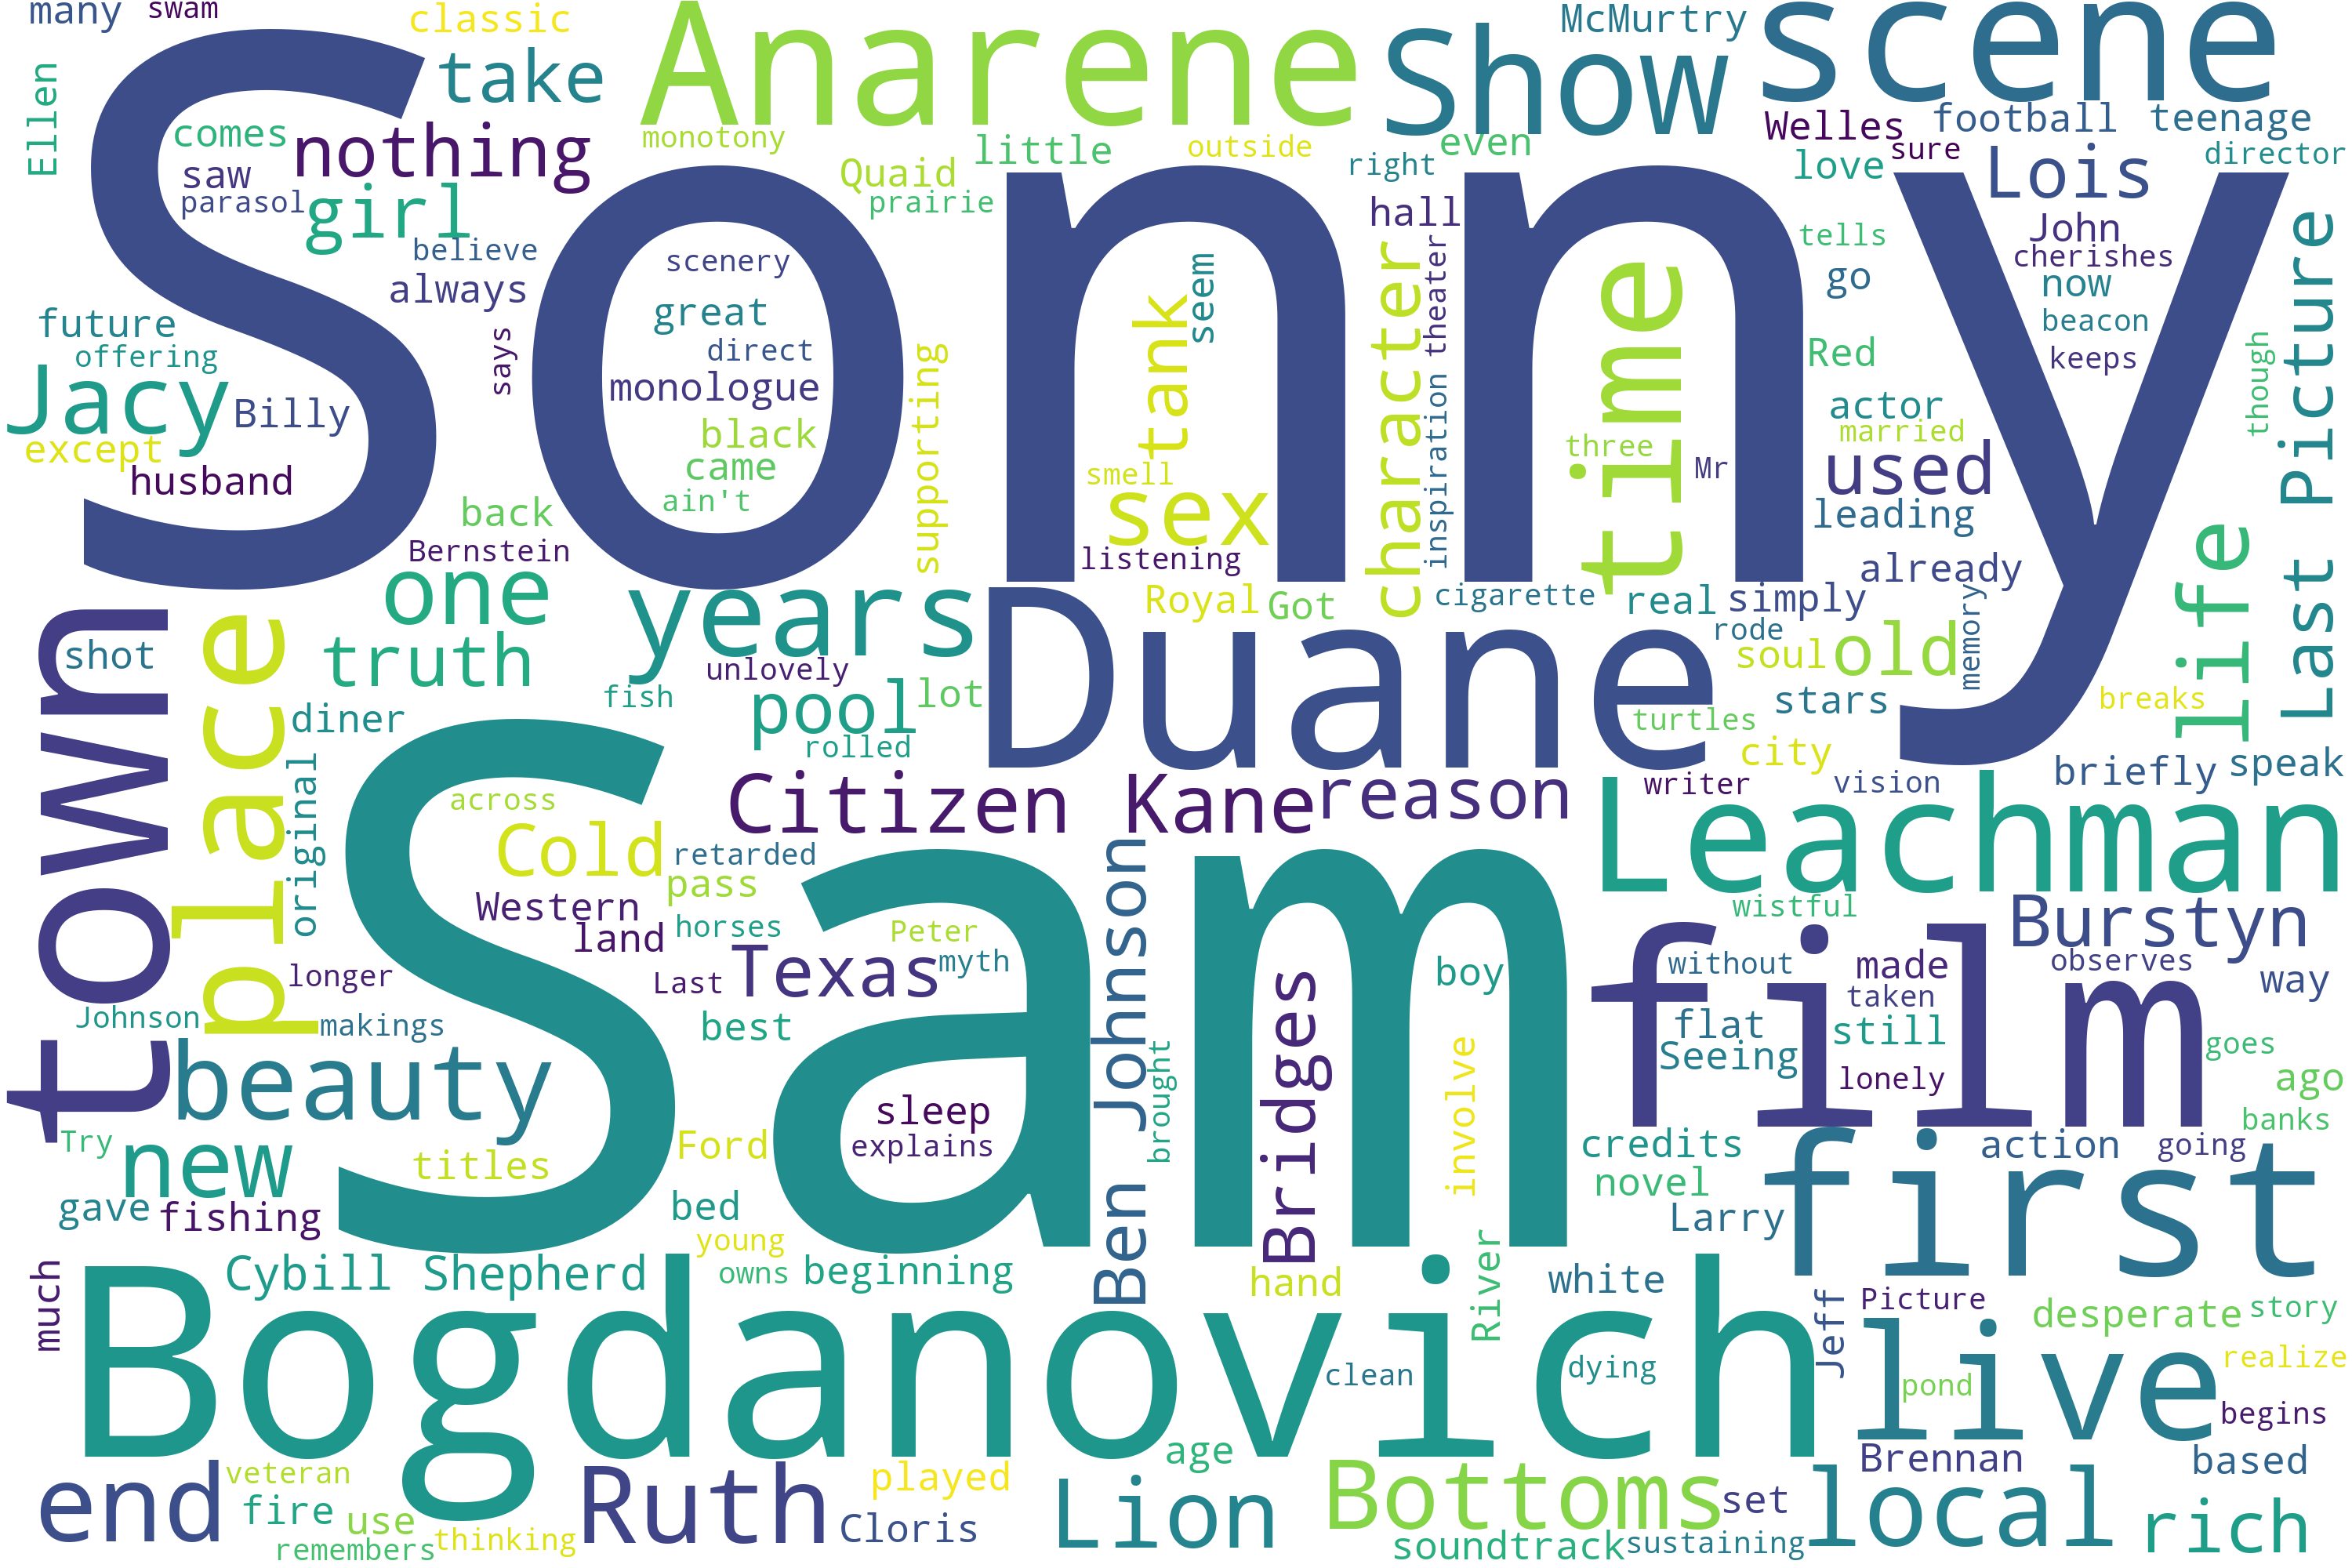 many
swam
classic
Anarene
Show
McMurtry
scene
take
Ellen
comes
nothing
monotony
Quaid
little
outside
right
even
Welles
football
teenage
love
sure
director
saw
parasol
girl
prairie
hall
Lois
believe
always
Sonny
scenery
great
direct
monologue
black
came
ain't
says
supporting
tank
seem
smell
sex
listening
character
inspiration
theater
time
three
Mr
tells
John
cherishes
go
now
beacon
keeps
Red
actor
married
used
leading
already
though
Last Picture
future
offering
Jacy
Billy
except
husband
back
Bernstein
one
years
Royal
Got
cigarette
real
simply
rode
soul
old
memory
life
town
shot
place
truth
unlovely
fish
pool
lot
rolled
Duane
turtles
stars
city
breaks
diner
original
across
Cold
Citizen Kane
reason
writer
vision
briefly
speak
retarded
pass
Western
land
horses
Leachman
wistful
Burstyn
Sam
Peter
myth
Texas
Last
longer
Johnson
makings
best
Ben Johnson
Bridges
boy
film
without
made
observes
way
taken
flat
still
Seeing
lonely
goes
ago
banks
beauty
sleep
explains
brought
involve
Try
new
titles
Ford
credits
action
going
novel
first
gave
fishing
bed
Larry
young
owns
beginning
Cybill Shepherd
much
hand
River
white
Jeff
Picture
desperate
story
Bogdanovich
clean
dying
live
realize
pond
begins
end
veteran
fire
use
remembers
thinking
Ruth
played
Cloris
age
Lion
Bottoms
soundtrack
set
sustaining
Brennan
local
based
rich